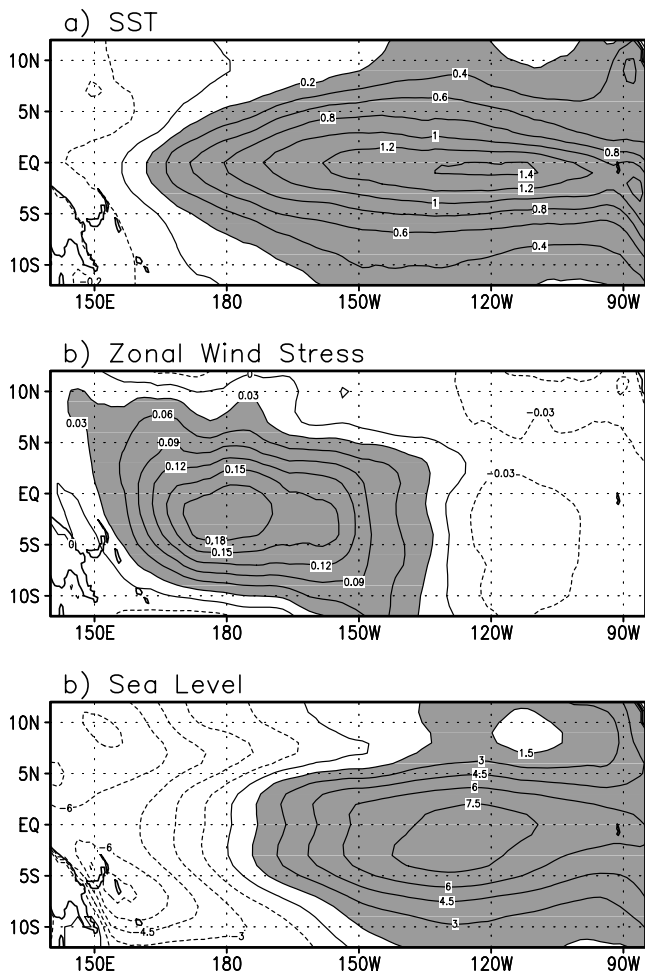 a) SST
10N
5N
EQ
5S
10S
0.2
0.4
0.6
0.8
1
1.2
0.8
1.4
1.2
1
0.8
0.6
0.4
-0.2
150E 180 150W 120W 90W
b) Zonal Wind Stress
10N
5N
EQ
5S
10S
0
0.03
0.03
0.06
0.09
0.12
0.15
-0.03
-0.03
0.18
0.15
0.12
0.09
0
150E 180 150W 120W 90W
b) Sea Level
10N
5N
EQ
5S
10S
1.5
3
4.5
6
7.5
-6
-6
6
4.5
3
4.5
-3
150E 180 150W 120W 90W